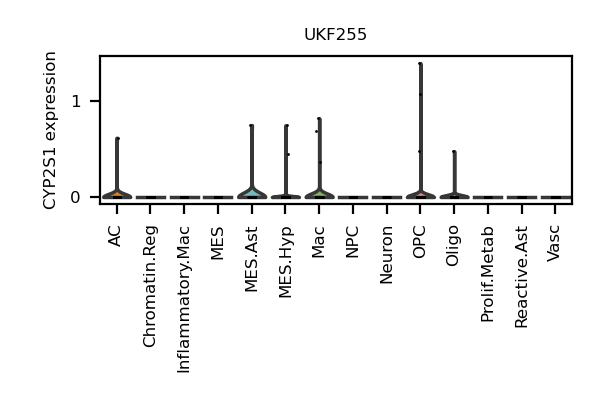 UKF255
CYP2S1 expression
1
0
AC
Chromatin.Reg
Inflammatory.Mac
MES
MES.Ast
MES.Hyp
Mac
NPC
Neuron
OPC
Oligo
Prolif.Metab
Reactive.Ast
Vasc